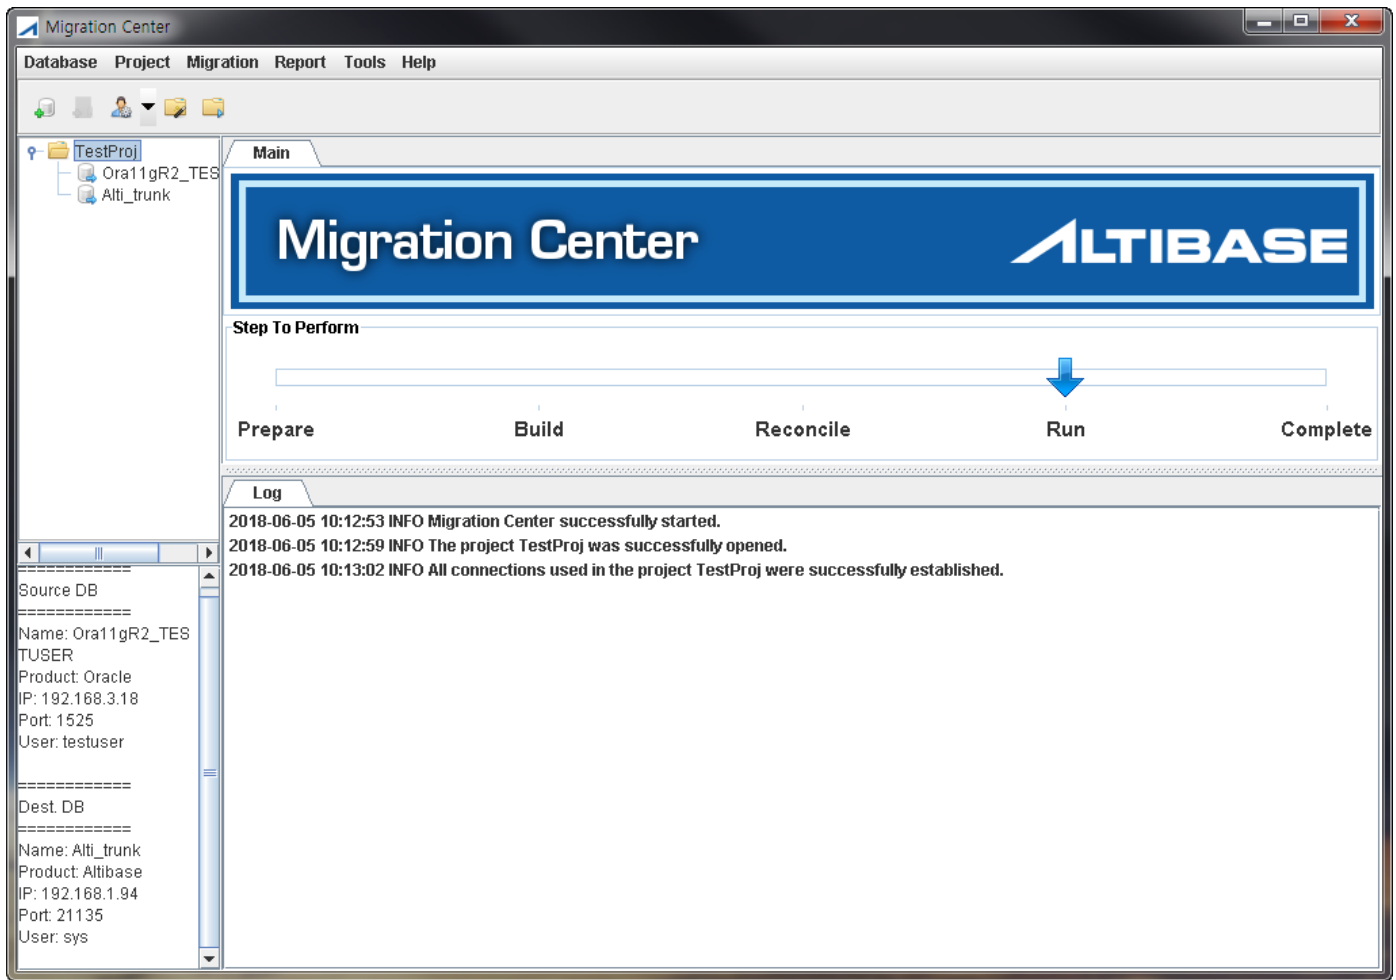 Migration Center
Database Project Migration Report Tools Help
TestProj
Ora11gR2_TES
Alti_trunk
Main
Migration Center
ALTIBASE
Step To Perform
Prepare Build Reconcile Run Complete
Log
2018-06-05 10:12:53 INFO Migration Center successfully started.
2018-06-05 10:12:59 INFO The project TestProj was successfully opened.
2018-06-05 10:13:02 INFO All connections used in the project TestProj were successfully established.
============
Source DB
============
Name: Ora11gR2_TES
TUSER
Product: Oracle
IP: 192.168.3.18
Port: 1525
User: testuser
============
Dest. DB
============
Name: Alti_trunk
Product: Altibase
IP: 192.168.1.94
Port: 21135
User: sys